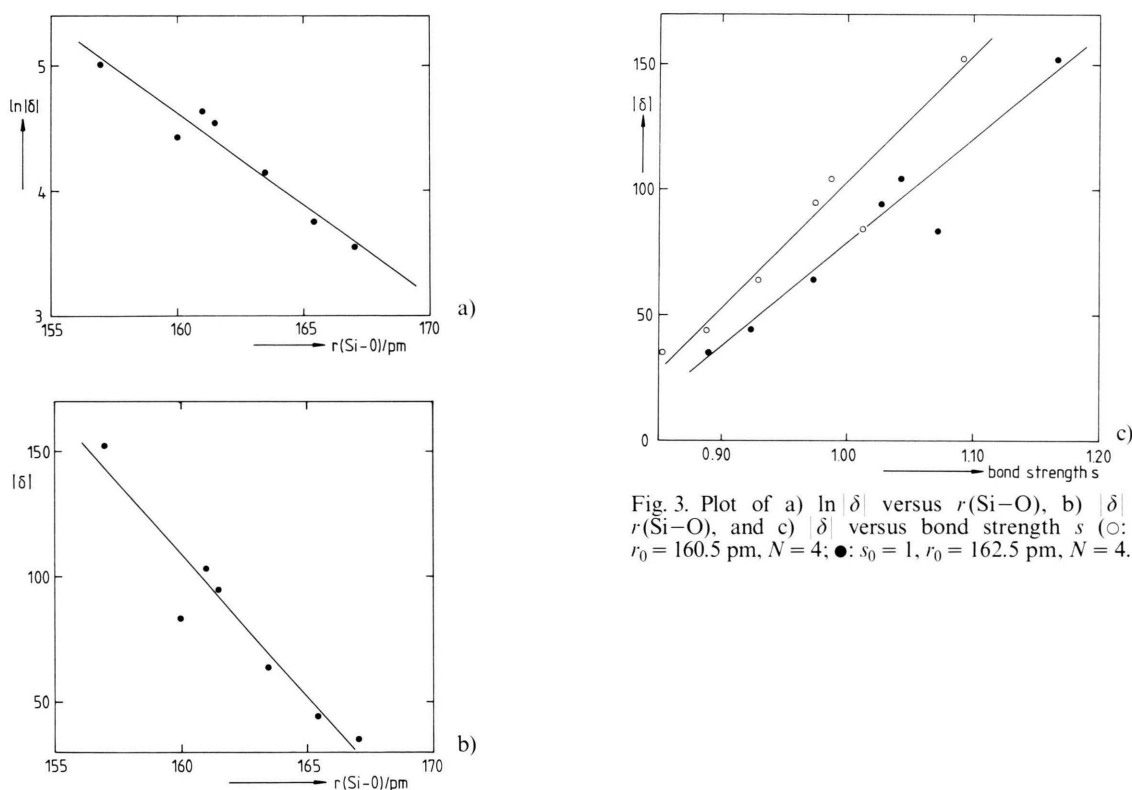 5
ln|δ|
4
3
155
160
165
170
r(Si-O)/pm
a)
150
|δ|
100
50
155
160
165
170
r(Si-O)/pm
b)
150
|δ|
100
50
0
0.90
1.00
1.10
1.20
bond strength s
c)
Fig. 3. Plot of a) ln |δ| versus r(Si−O), b) |δ|
r(Si−O), and c) |δ| versus bond strength s (○:
r₀ = 160.5 pm, N = 4; ●: s₀ = 1, r₀ = 162.5 pm, N = 4.